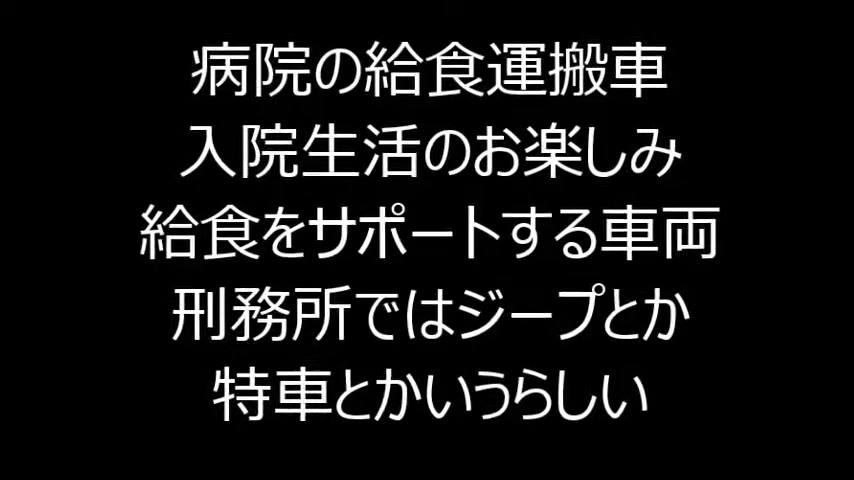 病院の給食運搬車
入院生活のお楽しみ
給食をサポートする車両
刑務所ではジープとか
特車とかいうらしい